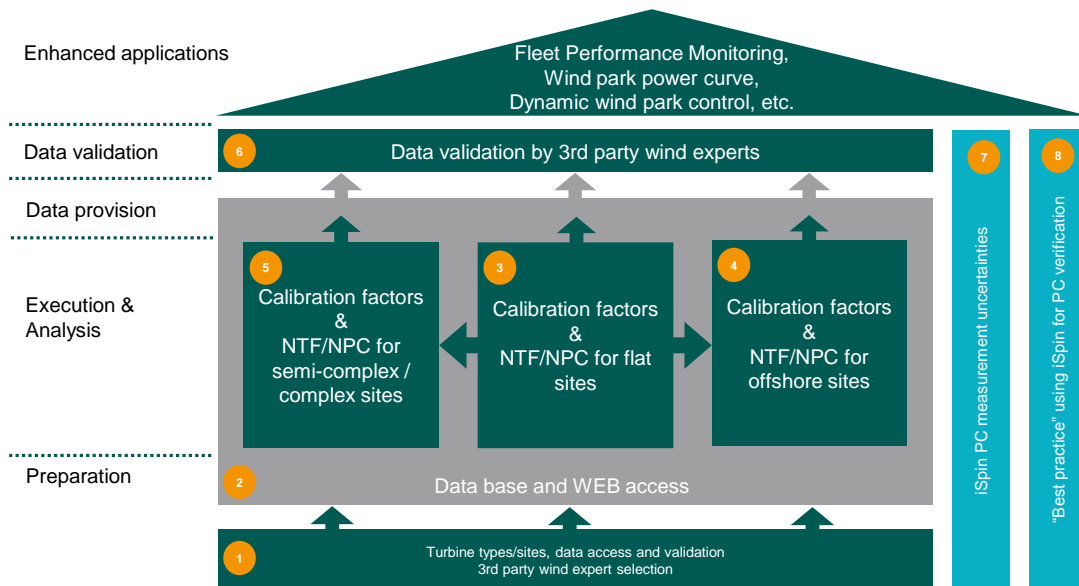 Enhanced applications
Fleet Performance Monitoring,
Wind park power curve,
Dynamic wind park control, etc.
Data validation
6
Data validation by 3rd party wind experts
7
8
Data provision
Execution &
Analysis
5
Calibration factors
&
NTF/NPC for
semi-complex /
complex sites
3
Calibration factors
&
NTF/NPC for flat
sites
4
Calibration factors
&
NTF/NPC for
offshore sites
iSpin PC measurement uncertainties
“Best practice” using iSpin for PC verification
Preparation
2
Data base and WEB access
1
Turbine types/sites, data access and validation
3rd party wind expert selection